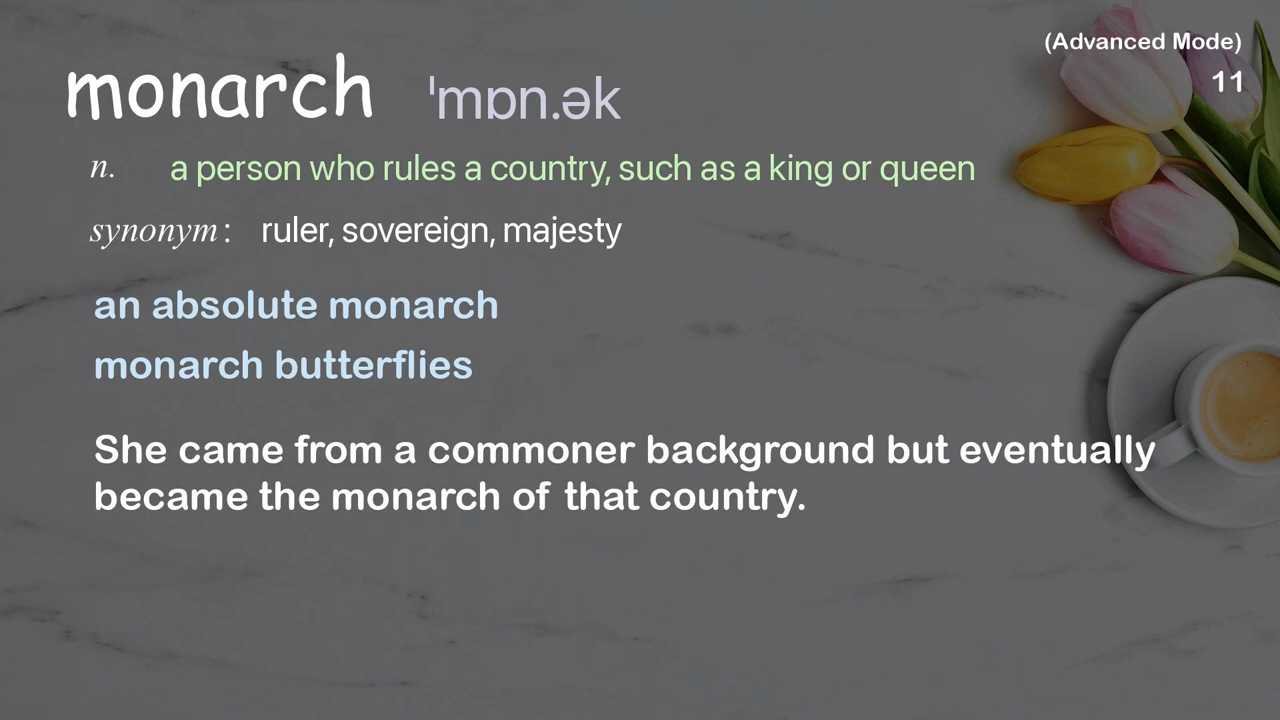 (Advanced Mode)
11
monarch ˈmɒn.ək
n. a person who rules a country, such as a king or queen
synonym: ruler, sovereign, majesty
an absolute monarch
monarch butterflies
She came from a commoner background but eventually
became the monarch of that country.